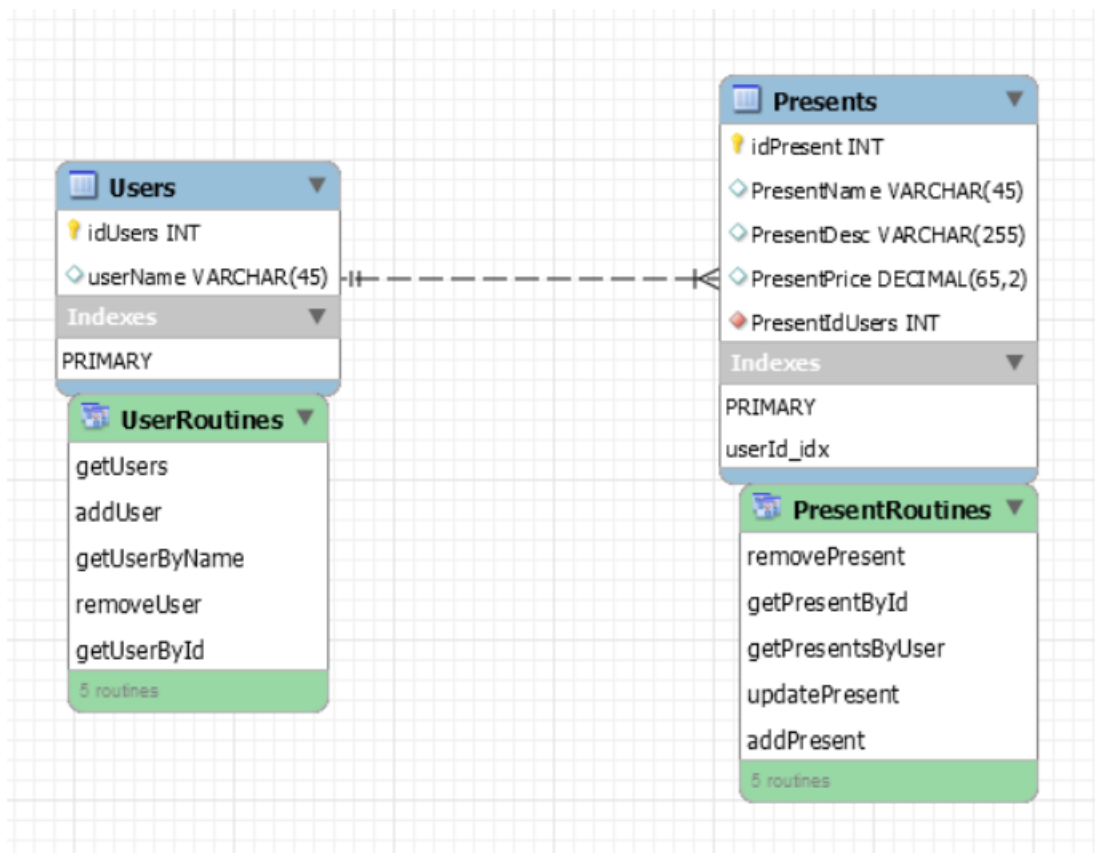 Users
idUsers INT
userName VARCHAR(45)
Indexes
PRIMARY
UserRoutines
getUsers
addUser
getUserByName
removeUser
getUserById
5 routines
Presents
idPresent INT
PresentName VARCHAR(45)
PresentDesc VARCHAR(255)
PresentPrice DECIMAL(65,2)
PresentIdUsers INT
Indexes
PRIMARY
userId_idx
PresentRoutines
removePresent
getPresentById
getPresentsByUser
updatePresent
addPresent
5 routines